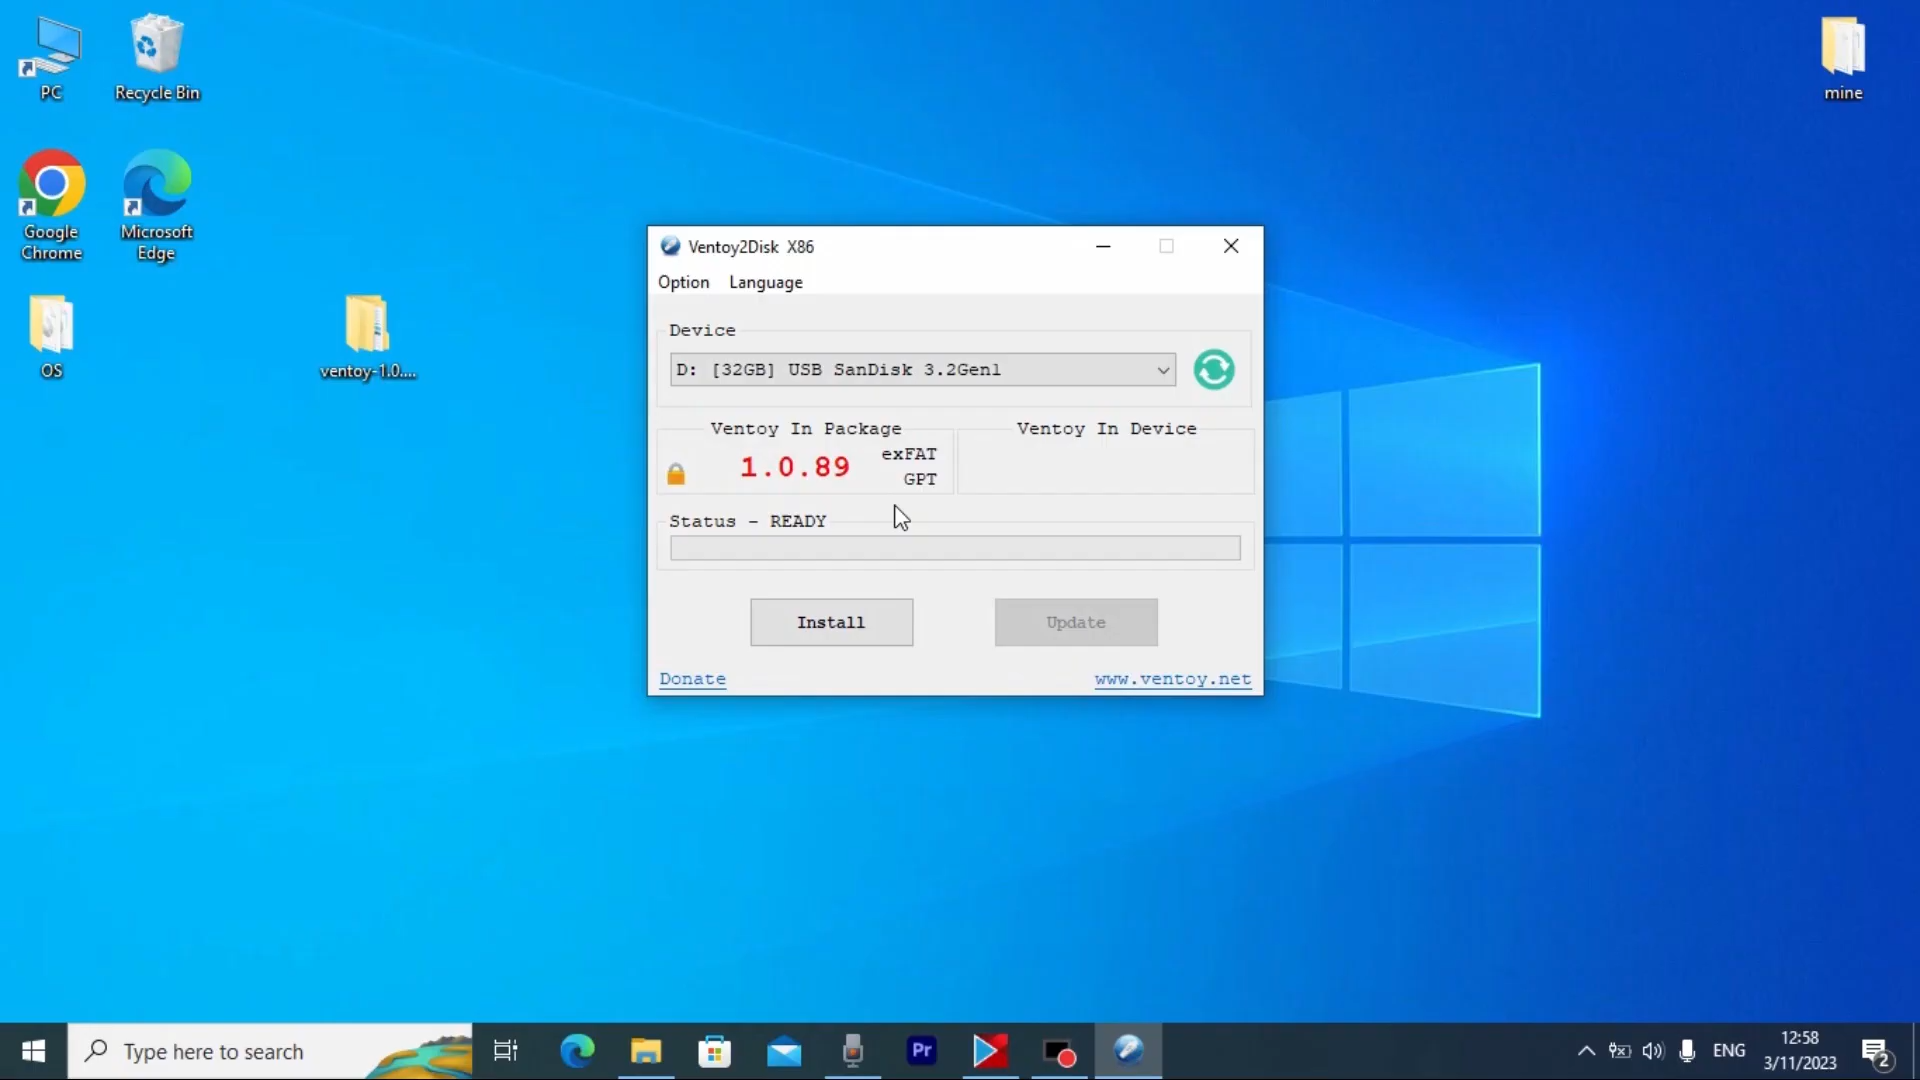 PC
Recycle Bin
mine
Google
Chrome
Microsoft
Edge
OS
ventoy-1.0....
Ventoy2Disk X86
Option Language
Device
D: [32GB] USB SanDisk 3.2Gen1
Ventoy In Package
Ventoy In Device
1.0.89
exFAT
GPT
Status - READY
Install
Update
Donate
www.ventoy.net
Type here to search
Pr
ENG
12:58
3/11/2023
2